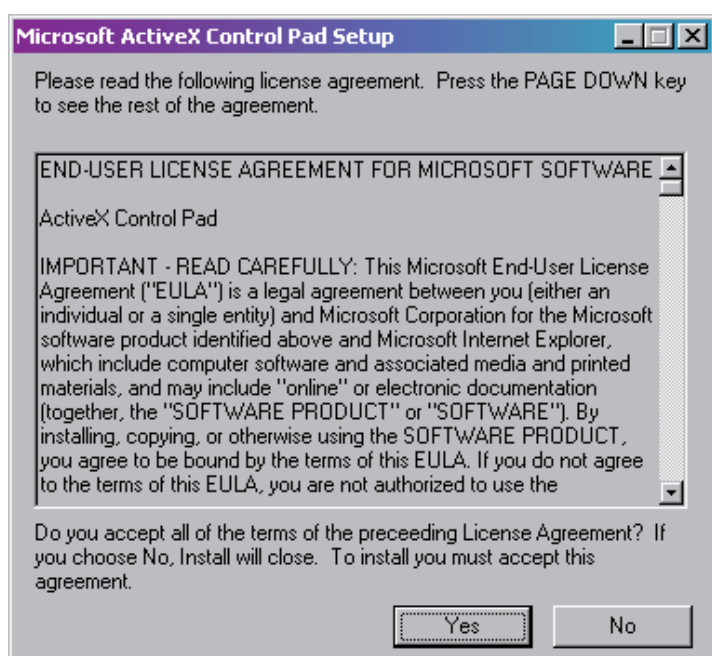 Microsoft ActiveX Control Pad Setup
Please read the following license agreement. Press the PAGE DOWN key
to see the rest of the agreement.
END-USER LICENSE AGREEMENT FOR MICROSOFT SOFTWARE
ActiveX Control Pad
IMPORTANT - READ CAREFULLY: This Microsoft End-User License
Agreement ("EULA") is a legal agreement between you (either an
individual or a single entity) and Microsoft Corporation for the Microsoft
software product identified above and Microsoft Internet Explorer,
which include computer software and associated media and printed
materials, and may include "online" or electronic documentation
(together, the "SOFTWARE PRODUCT" or "SOFTWARE"). By
installing, copying, or otherwise using the SOFTWARE PRODUCT,
you agree to be bound by the terms of this EULA. If you do not agree
to the terms of this EULA, you are not authorized to use the
Do you accept all of the terms of the preceeding License Agreement? If
you choose No, Install will close. To install you must accept this
agreement.
Yes No